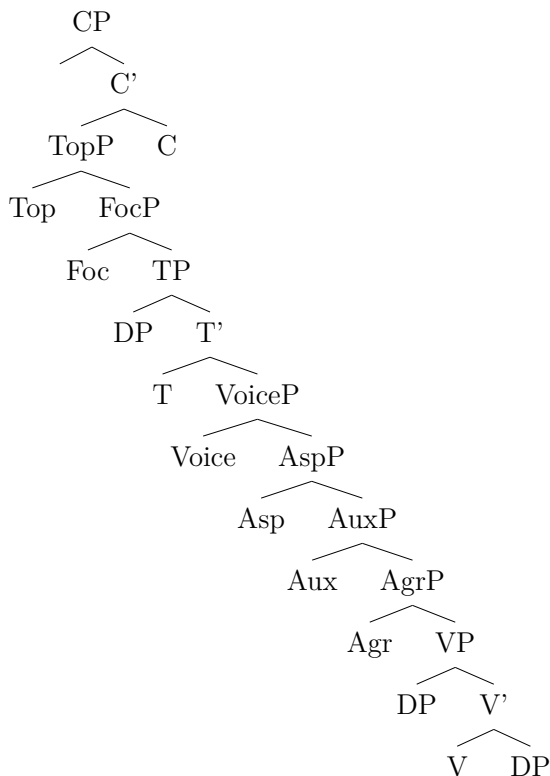 CP
C'
TopP C
Top FocP
Foc TP
DP T'
T VoiceP
Voice AspP
Asp AuxP
Aux AgrP
Agr VP
DP V'
V DP